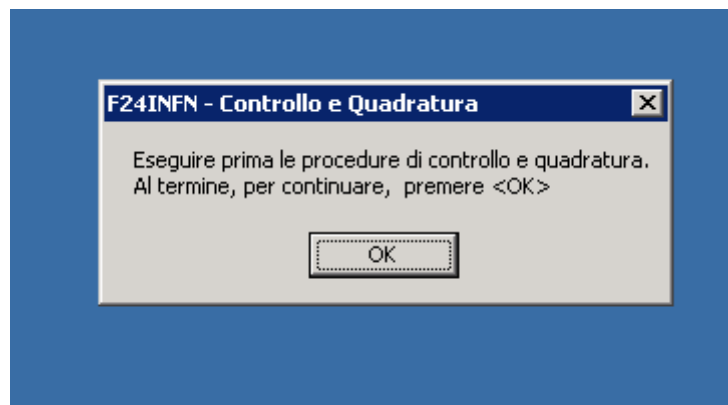 F24INFN - Controllo e Quadratura
Eseguire prima le procedure di controllo e quadratura.
Al termine, per continuare,  premere <OK>
OK